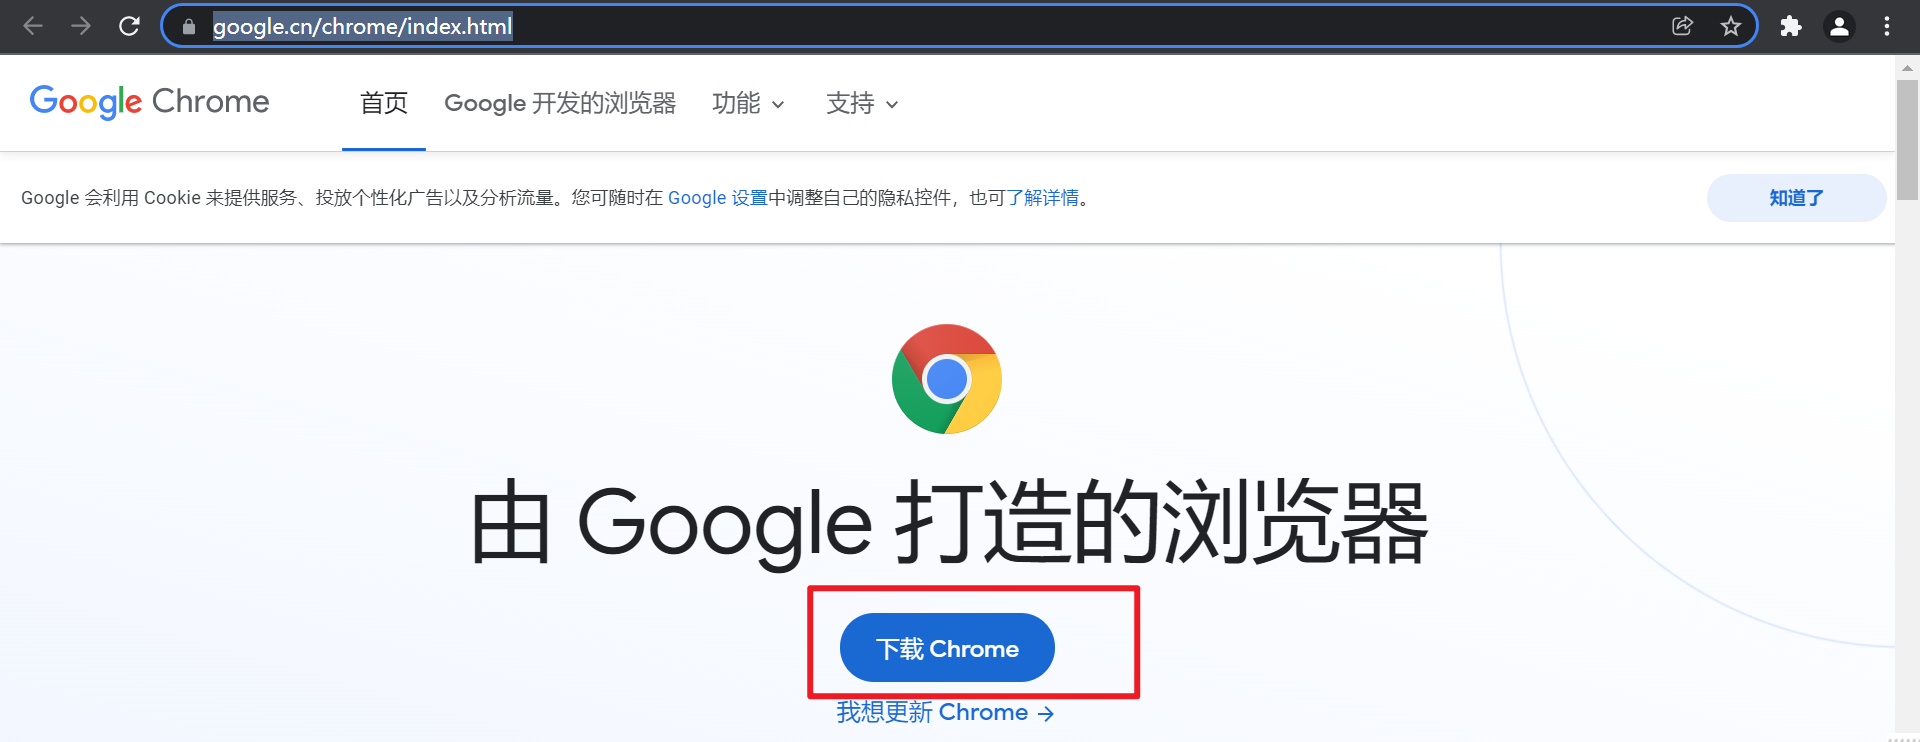 google.cn/chrome/index.html
Google Chrome 首页 Google 开发的浏览器 功能 支持
Google 会利用 Cookie 来提供服务、投放个性化广告以及分析流量。您可随时在 Google 设置中调整自己的隐私控件，也可了解详情。 知道了
由 Google 打造的浏览器
下载 Chrome
我想更新 Chrome →